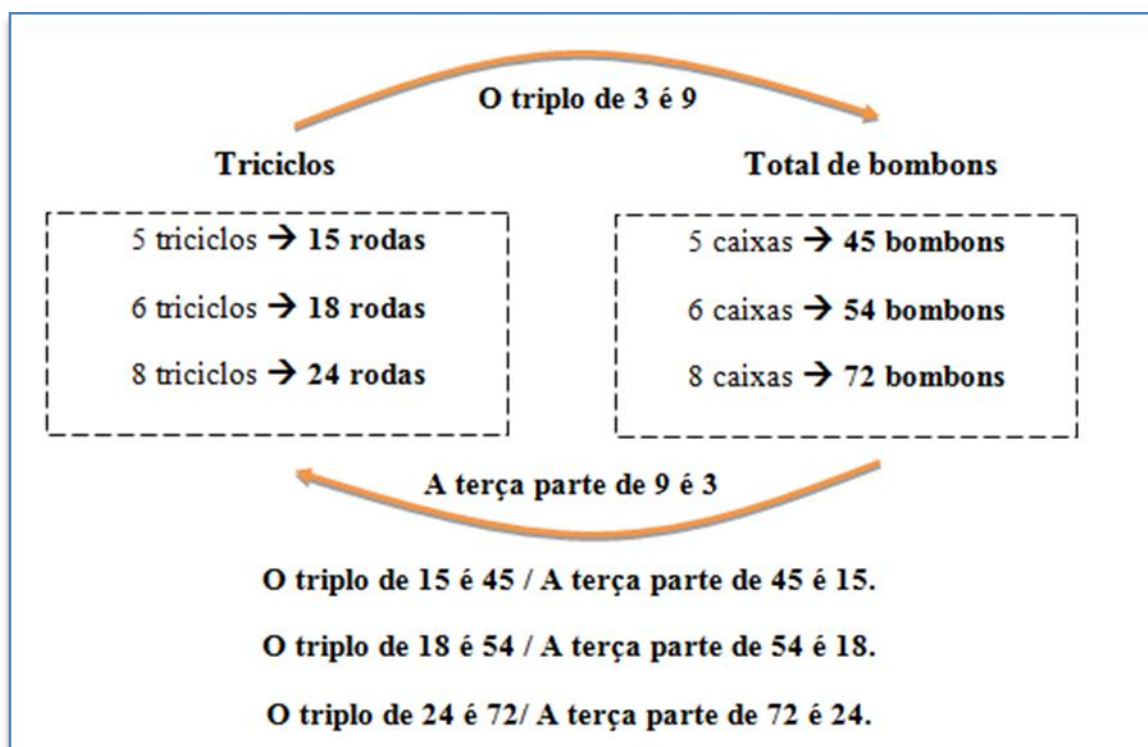 O triplo de 3 é 9
Triciclos
5 triciclos → 15 rodas
6 triciclos → 18 rodas
8 triciclos → 24 rodas
Total de bombons
5 caixas → 45 bombons
6 caixas → 54 bombons
8 caixas → 72 bombons
A terça parte de 9 é 3
O triplo de 15 é 45 / A terça parte de 45 é 15.
O triplo de 18 é 54 / A terça parte de 54 é 18.
O triplo de 24 é 72/ A terça parte de 72 é 24.